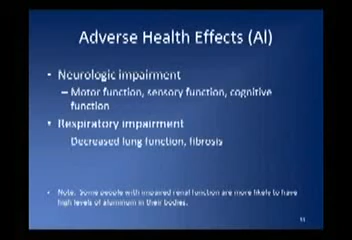 Adverse Health Effects (Al)
• Neurologic impairment
– Motor function, sensory function, cognitive
function
• Respiratory impairment
Decreased lung function, fibrosis
• Note: Some people with impaired renal function are more likely to have
high levels of aluminum in their bodies.